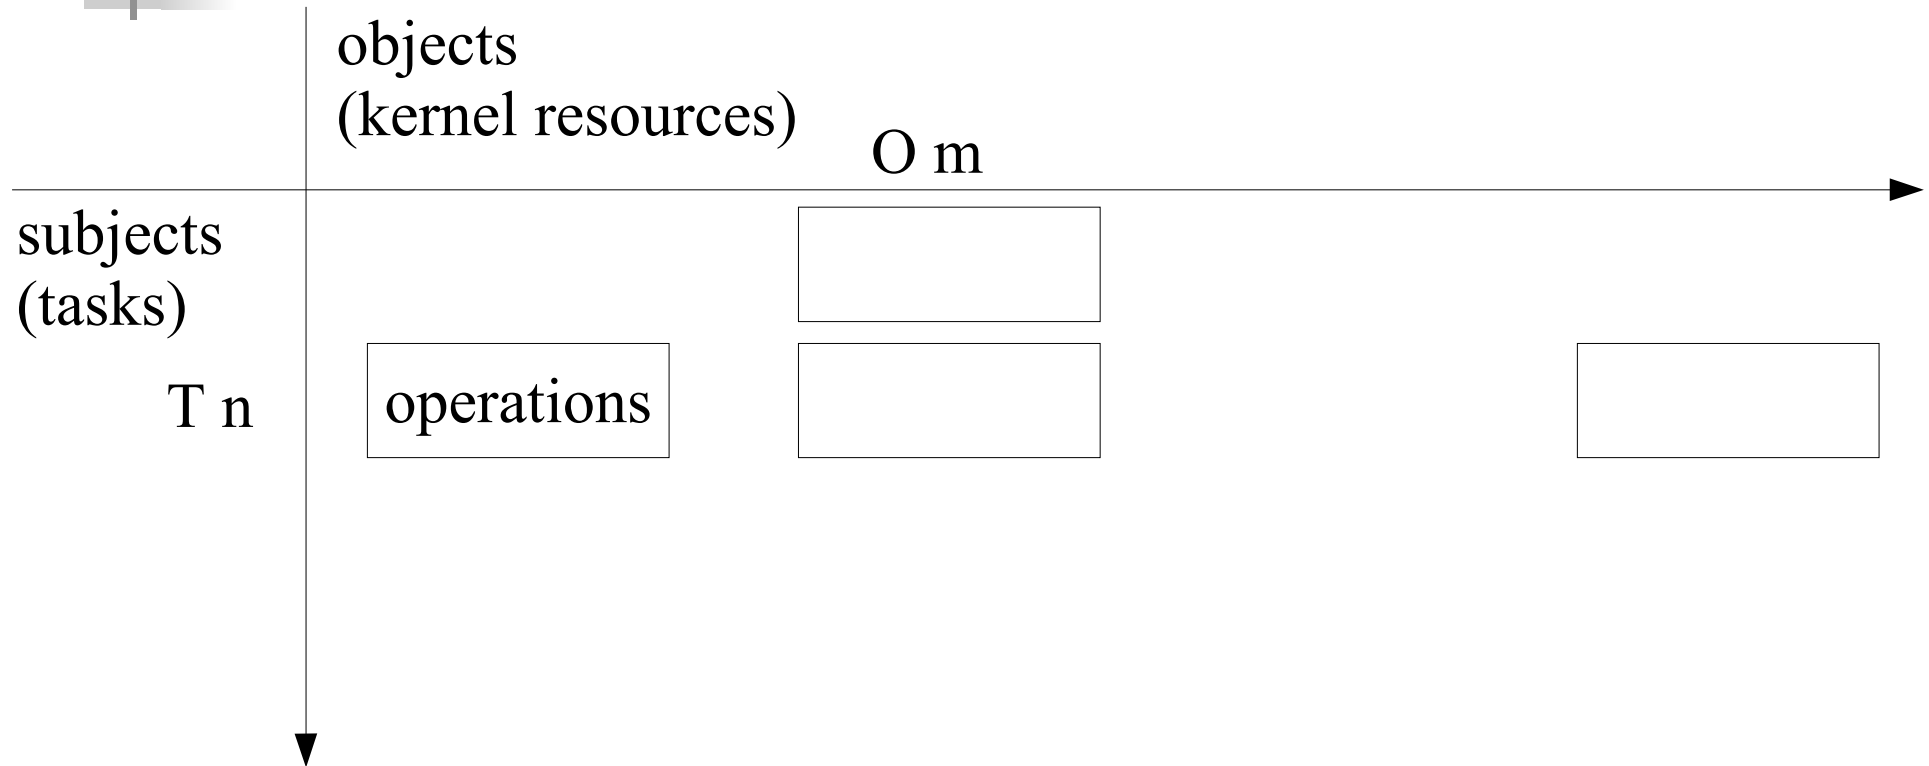 objects
(kernel resources)
O m
subjects
(tasks)
T n
operations